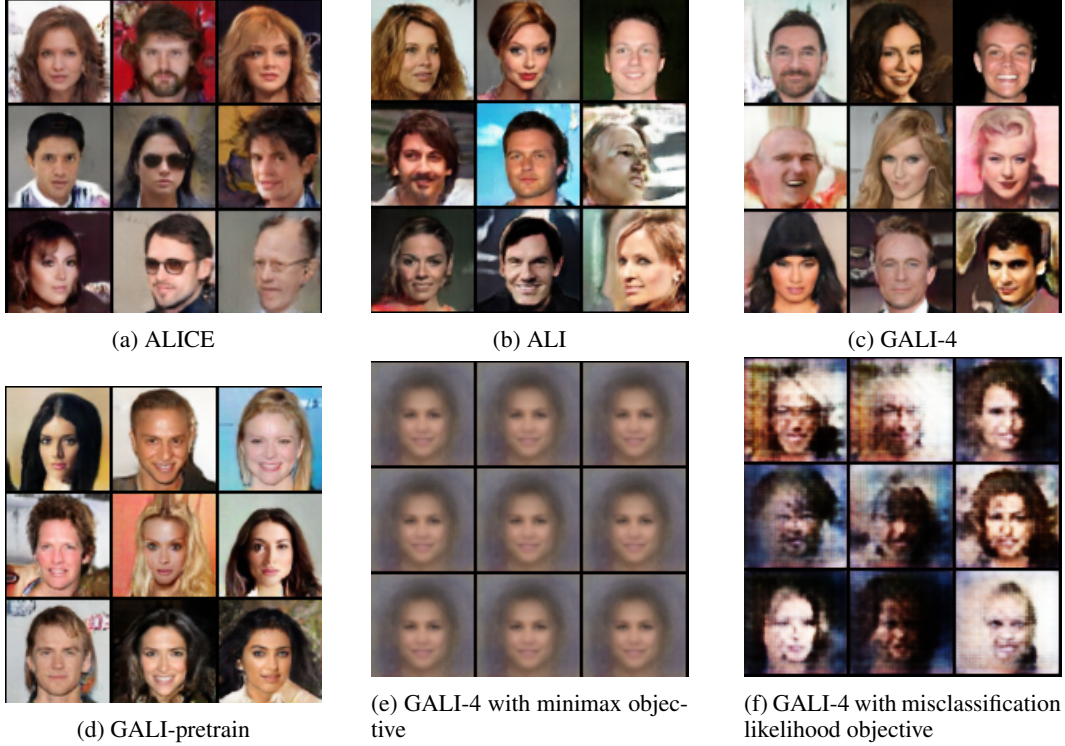 (a) ALICE
(b) ALI
(c) GALI-4
(d) GALI-pretrain
(e) GALI-4 with minimax objec-
tive
(f) GALI-4 with misclassification
likelihood objective